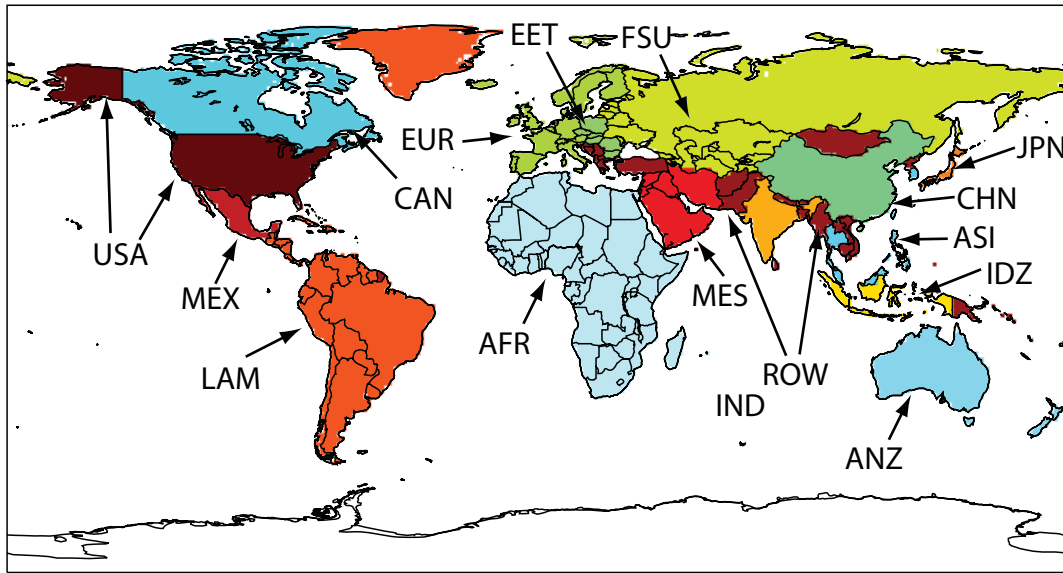 EET
FSU
EUR
JPN
CAN
CHN
USA
ASI
IDZ
MEX
MES
AFR
LAM
ROW
IND
ANZ